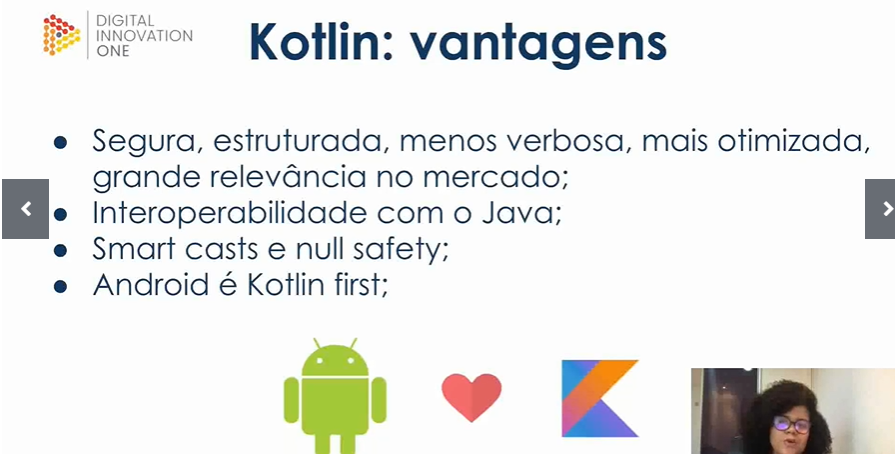 DIGITAL
INNOVATION
ONE
Kotlin: vantagens
● Segura, estruturada, menos verbosa, mais otimizada,
grande relevância no mercado;
● Interoperabilidade com o Java;
● Smart casts e null safety;
● Android é Kotlin first;